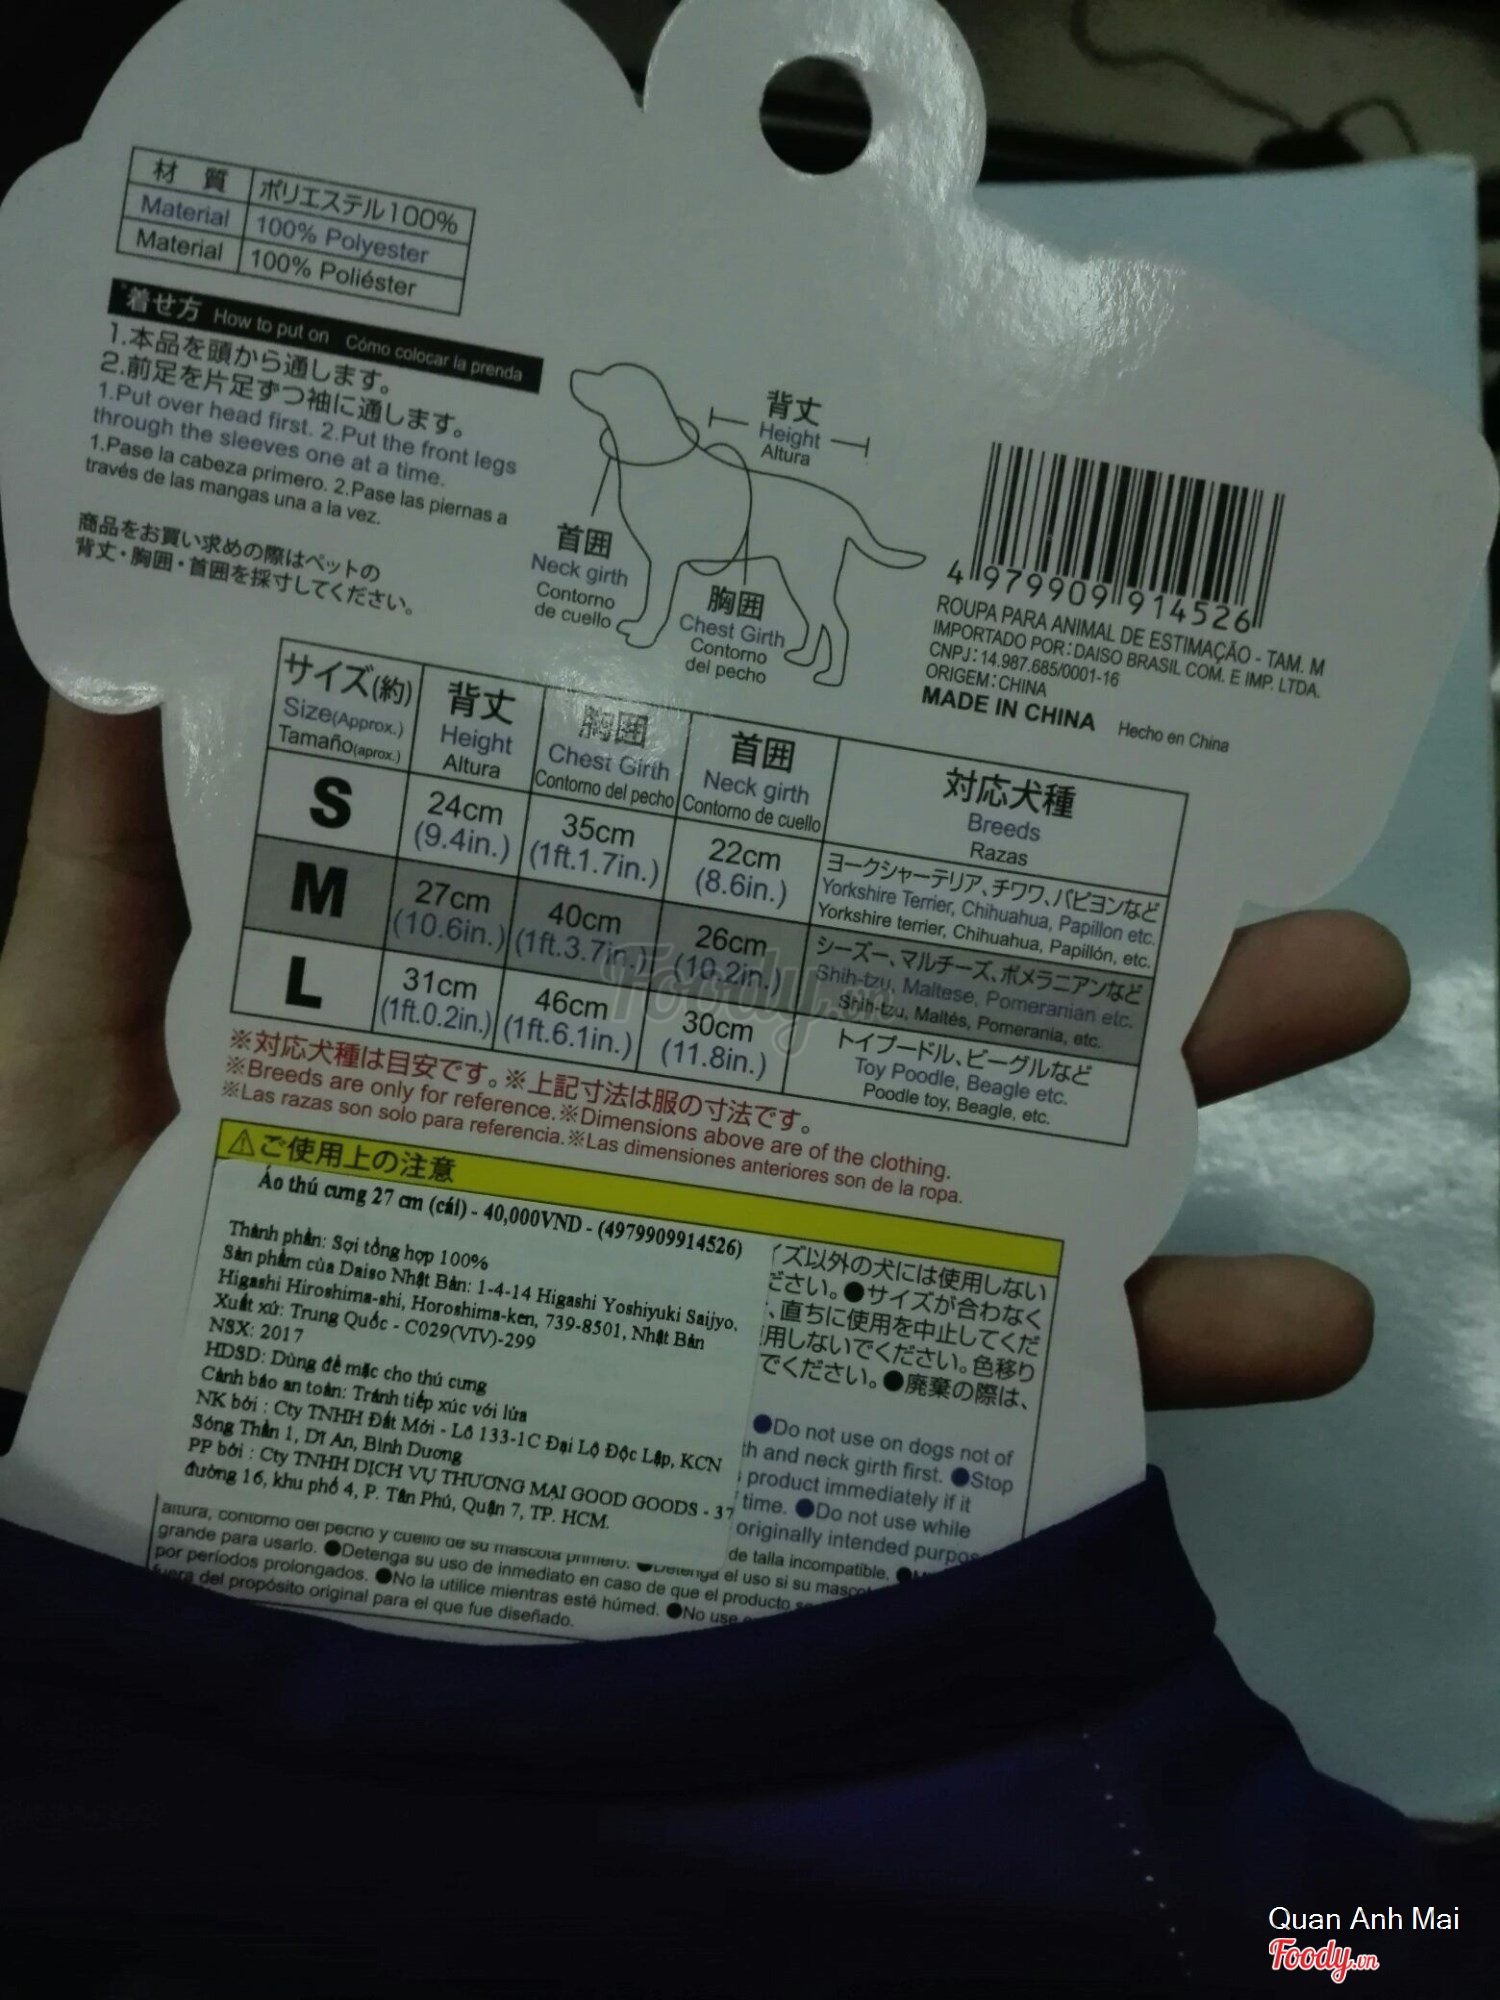 材 質 ポリエステル100%
Material 100% Polyester
Material 100% Poliéster
着せ方 How to put on Cómo colocar la prenda
1.本品を頭から通します。
2.前足を片足ずつ袖に通します。
1.Put over head first. 2.Put the front legs
through the sleeves one at a time.
1.Pase la cabeza primero. 2.Pase las piernas a
través de las mangas una a la vez.
商品をお買い求めの際はペットの
背丈・胸囲・首囲を採寸してください。
背丈
Height
Altura
首囲
Neck girth
Contorno
de cuello
胸囲
Chest Girth
Contorno
del pecho
4 979909 914526
ROUPA PARA ANIMAL DE ESTIMAÇÃO - TAM. M
IMPORTADO POR:DAISO BRASIL COM. E IMP. LTDA.
CNPJ:14.987.685/0001-16
ORIGEM:CHINA
MADE IN CHINA Hecho en China
サイズ(約) 背丈 胸囲 首囲 対応犬種
Size(Approx.) Height Chest Girth Neck girth Breeds
Tamaño(aprox.) Altura Contorno del pecho Contorno de cuello Razas
S 24cm 35cm 22cm ヨークシャーテリア、チワワ、パピヨンなど
(9.4in.) (1ft.1.7in.) (8.6in.) Yorkshire Terrier, Chihuahua, Papillon etc.
Yorkshire terrier, Chihuahua, Papillón, etc.
M 27cm 40cm 26cm シーズー、マルチーズ、ポメラニアンなど
(10.6in.) (1ft.3.7in.) (10.2in.) Shih-tzu, Maltese, Pomeranian etc.
Shih-tzu, Maltés, Pomerania, etc.
L 31cm 46cm 30cm トイプードル、ビーグルなど
(1ft.0.2in.) (1ft.6.1in.) (11.8in.) Toy Poodle, Beagle etc.
Poodle toy, Beagle, etc.
Foody.vn
※対応犬種は目安です。※上記寸法は服の寸法です。
※Breeds are only for reference.※Dimensions above are of the clothing.
※Las razas son solo para referencia.※Las dimensiones anteriores son de la ropa.
⚠ご使用上の注意
Áo thú cưng 27 cm (cái) - 40,000VND - (4979909914526)
Thành phần: Sợi tổng hợp 100%
Sản phẩm của Daiso Nhật Bản: 1-4-14 Higashi Yoshiyuki Saijyo,
Higashi Hiroshima-shi, Horoshima-ken, 739-8501, Nhật Bản
Xuất xứ: Trung Quốc - C029(VTV)-299
NSX: 2017
HDSD: Dùng để mặc cho thú cưng
Cảnh báo an toàn: Tránh tiếp xúc với lửa
NK bởi : Cty TNHH Đất Mới - Lô 133-1C Đại Lộ Độc Lập, KCN
Sóng Thần 1, Dĩ An, Bình Dương
PP bởi : Cty TNHH DỊCH VỤ THƯƠNG MẠI GOOD GOODS - 37
đường 16, khu phố 4, P. Tân Phú, Quận 7, TP. HCM.
イズ以外の犬には使用しない
ださい。●サイズが合わなく
、直ちに使用を中止してくだ
用しないでください。色移り
でください。●廃棄の際は、
●Do not use on dogs not of
th and neck girth first. ●Stop
product immediately if it
time. ●Do not use while
originally intended purpos
altura, contorno del pecho y cuello de su mascota primero. ●Detenga el uso si su mascot
de talla incompatible.
grande para usarlo. ●Detenga su uso de inmediato en caso de que el producto se
por períodos prolongados. ●No la utilice mientras esté húmed. ●No use
fuera del propósito original para el que fue diseñado.
Quan Anh Mai
Foody.vn